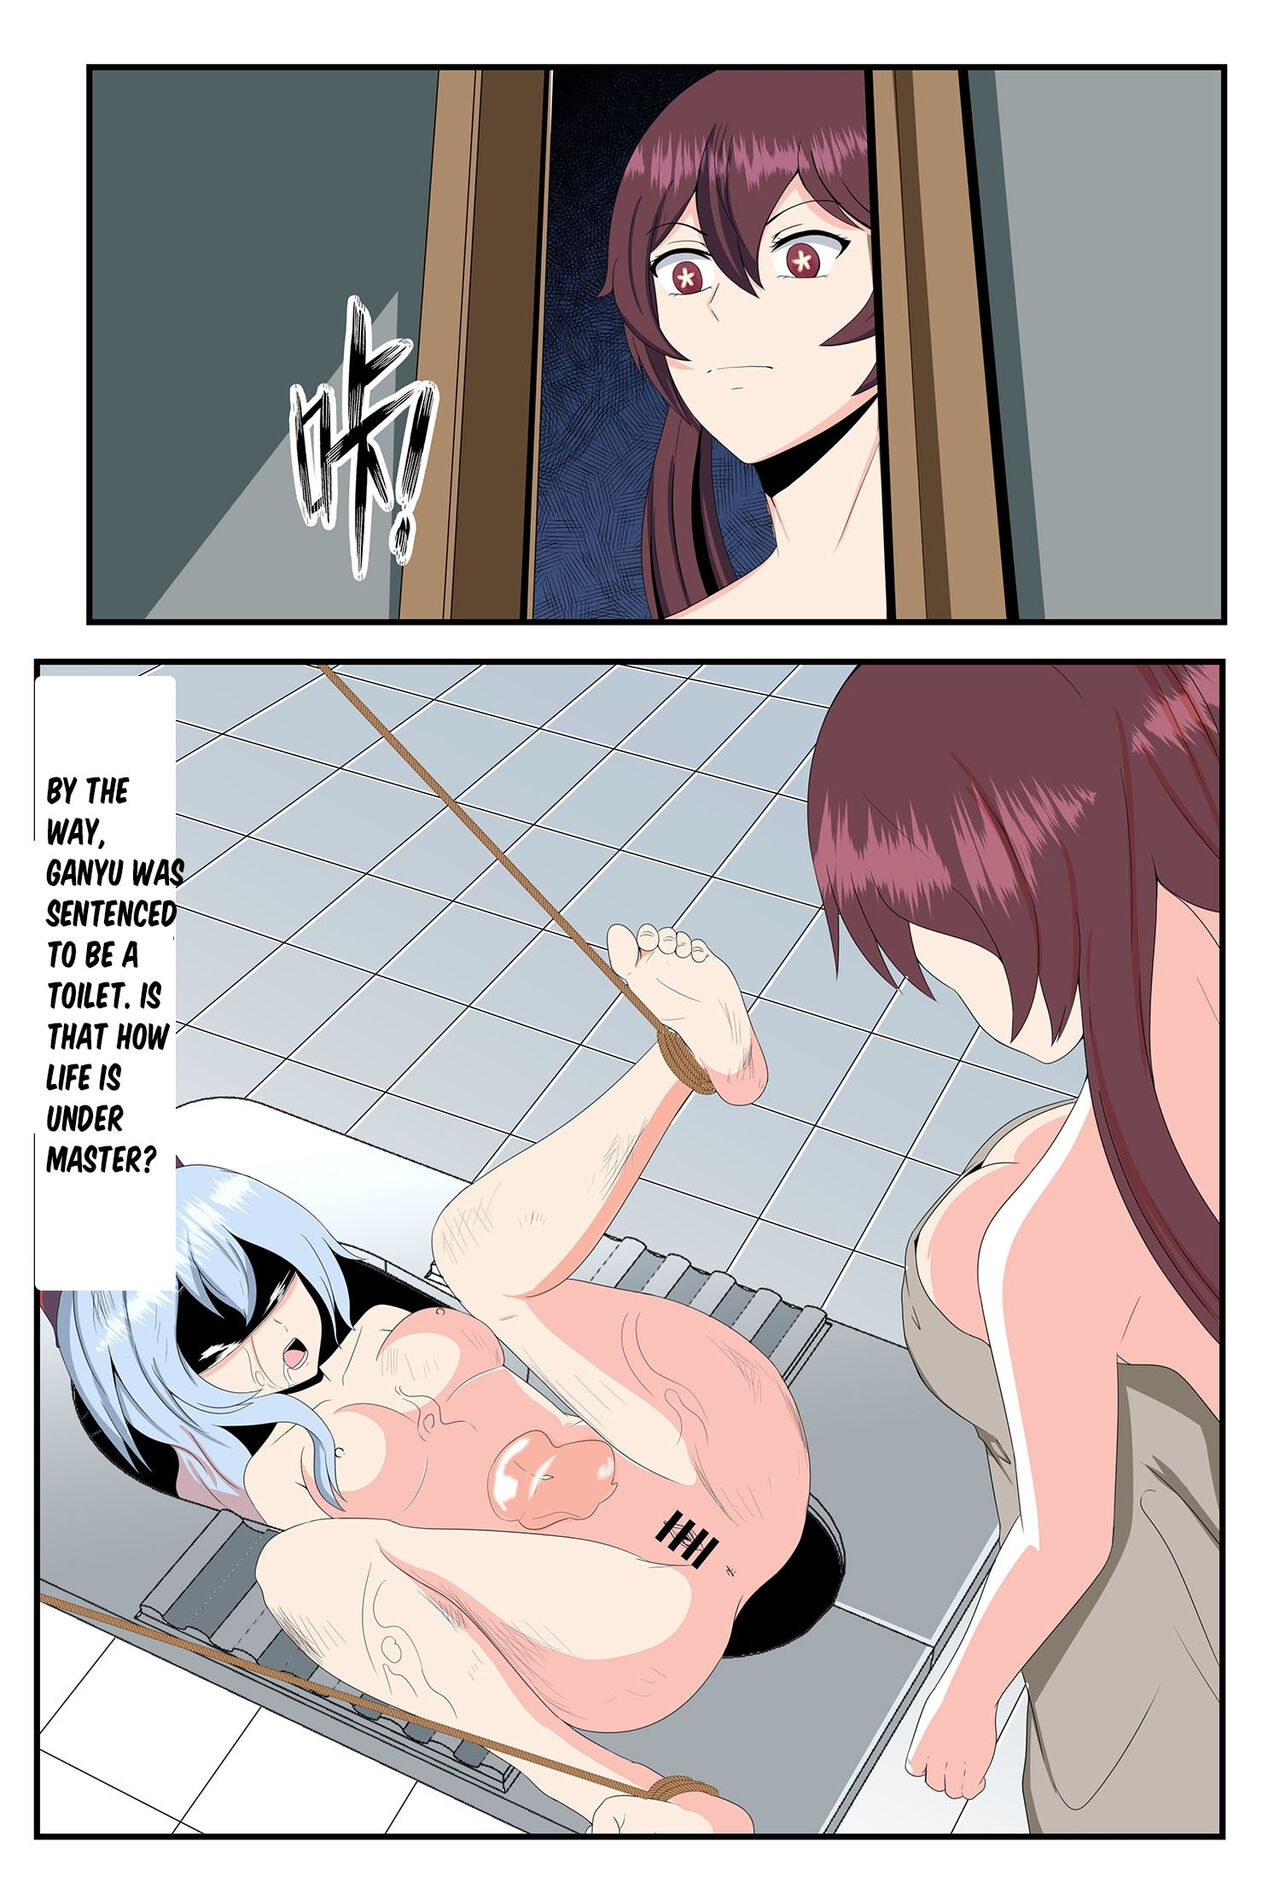 咔!
BY THE
WAY,
GANYU WAS
SENTENCED
TO BE A
TOILET. IS
THAT HOW
LIFE IS
UNDER
MASTER?